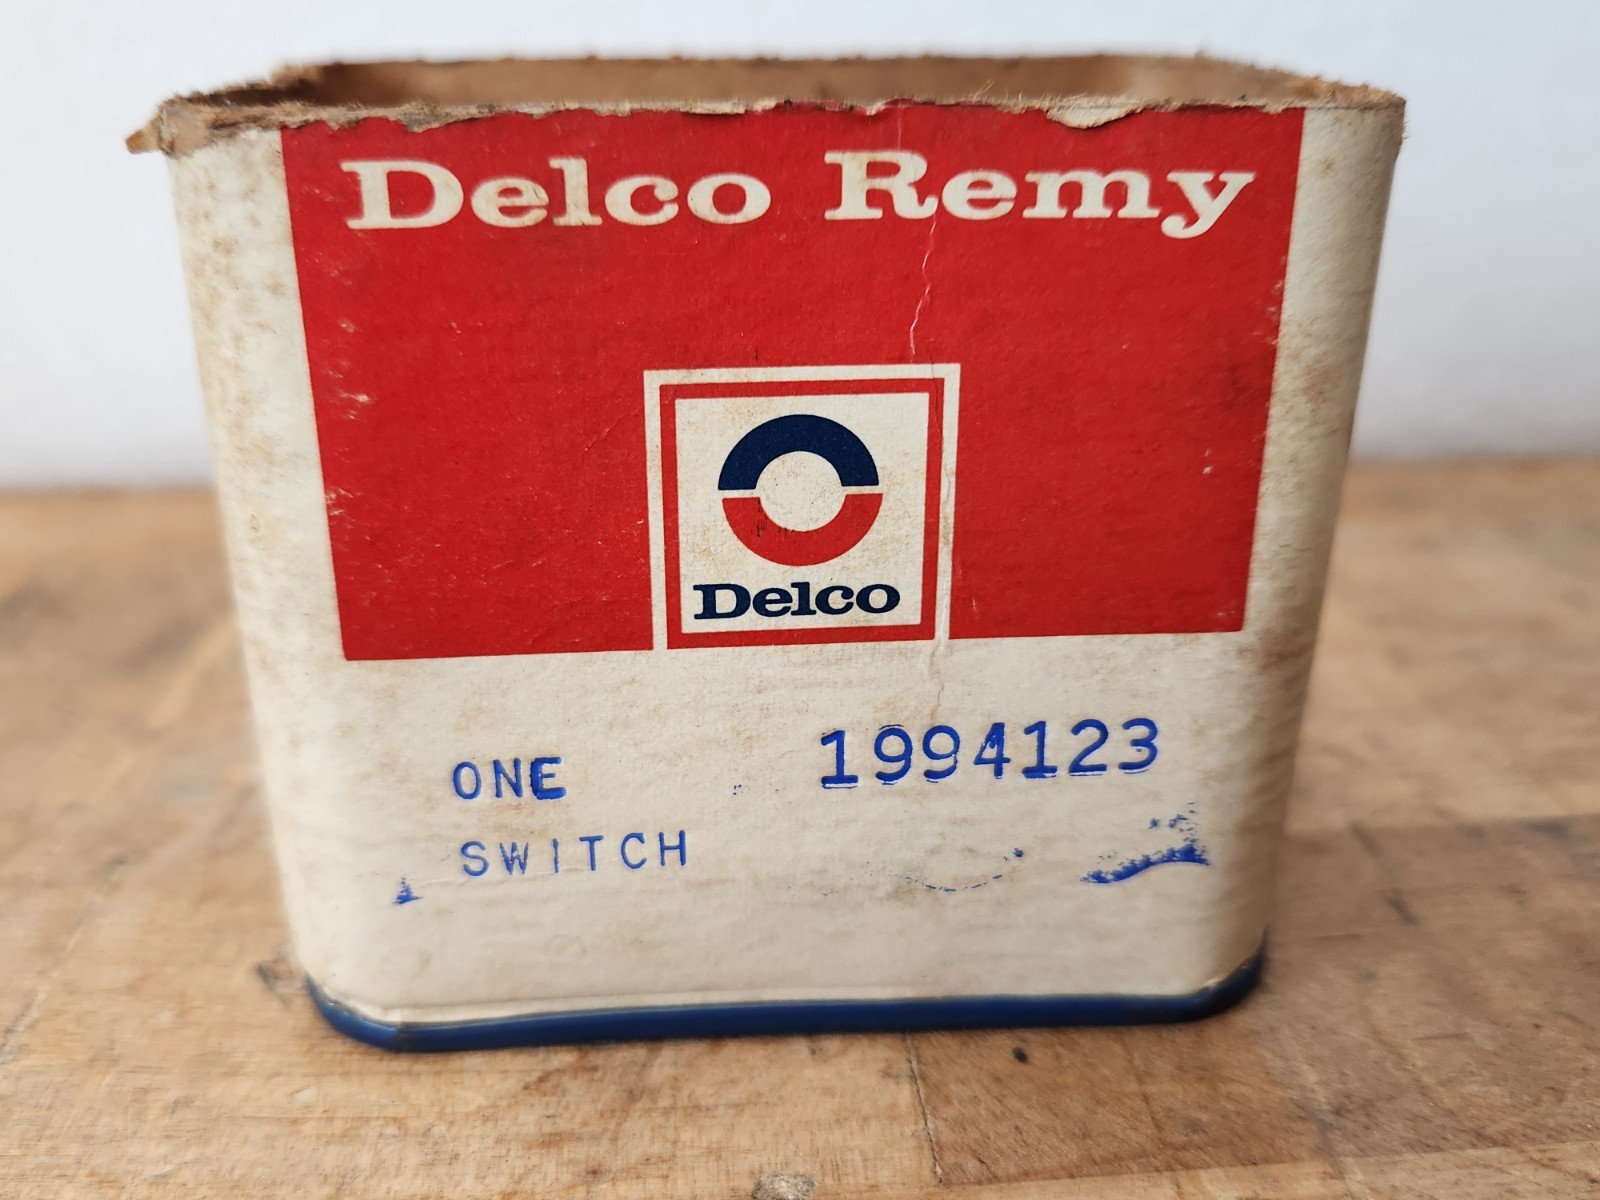 Delco Remy
Delco
ONE 1994123
SWITCH